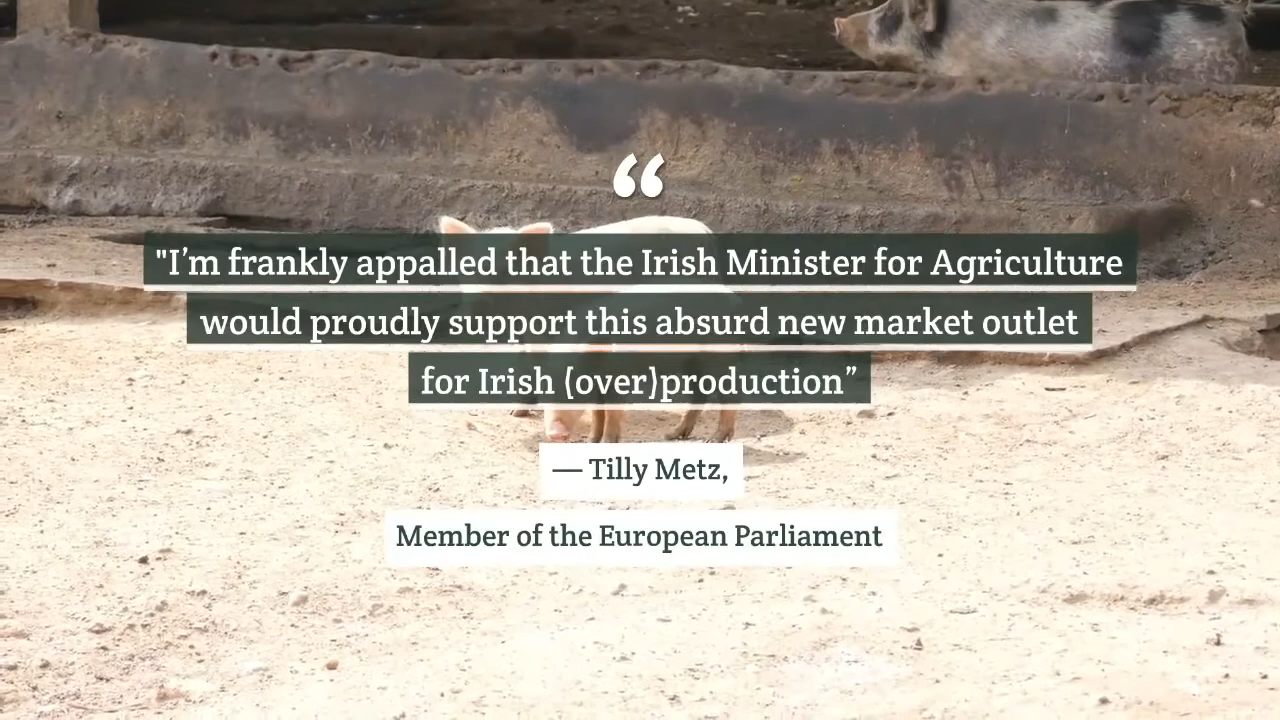 “
"I’m frankly appalled that the Irish Minister for Agriculture
would proudly support this absurd new market outlet
for Irish (over)production”
— Tilly Metz,
Member of the European Parliament